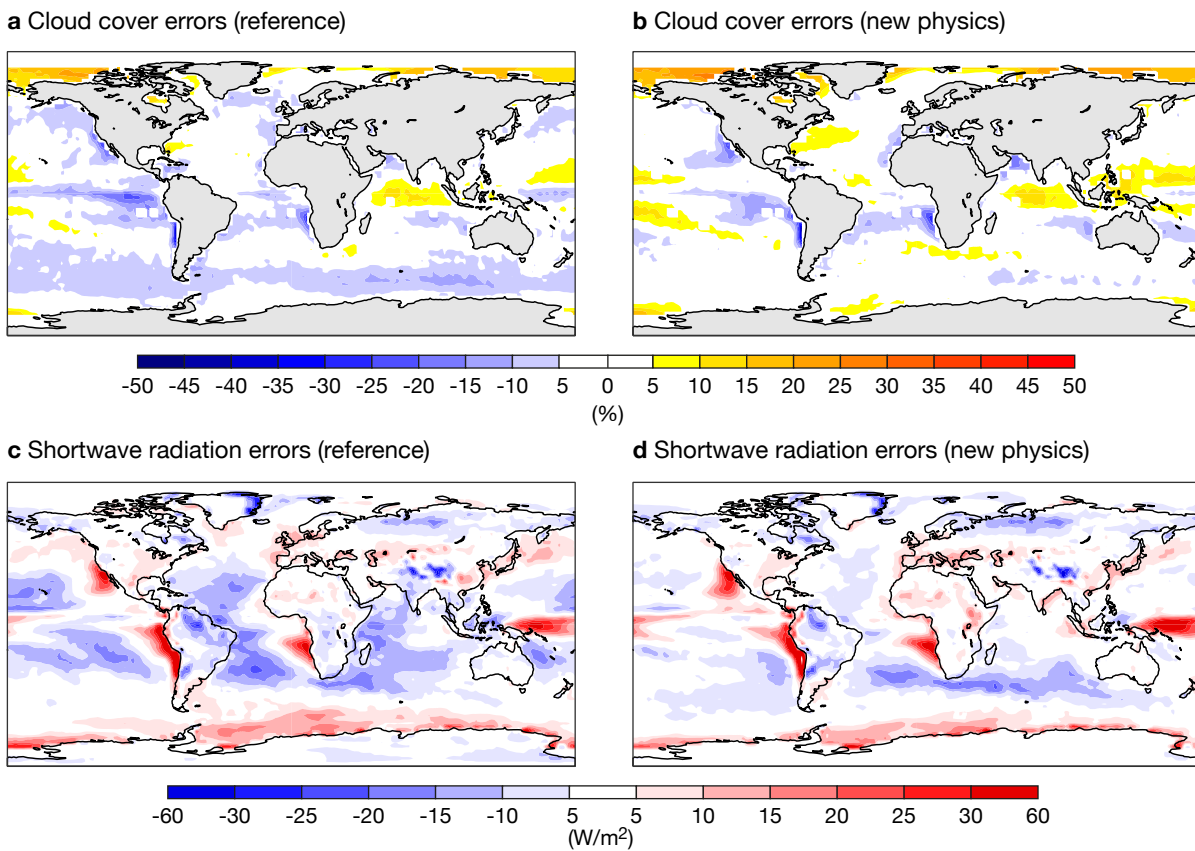 a Cloud cover errors (reference)
b Cloud cover errors (new physics)
-50 -45 -40 -35 -30 -25 -20 -15 -10 5 0 5 10 15 20 25 30 35 40 45 50
(%)
c Shortwave radiation errors (reference)
d Shortwave radiation errors (new physics)
-60 -30 -25 -20 -15 -10 5 5 10 15 20 25 30 60
(W/m²)